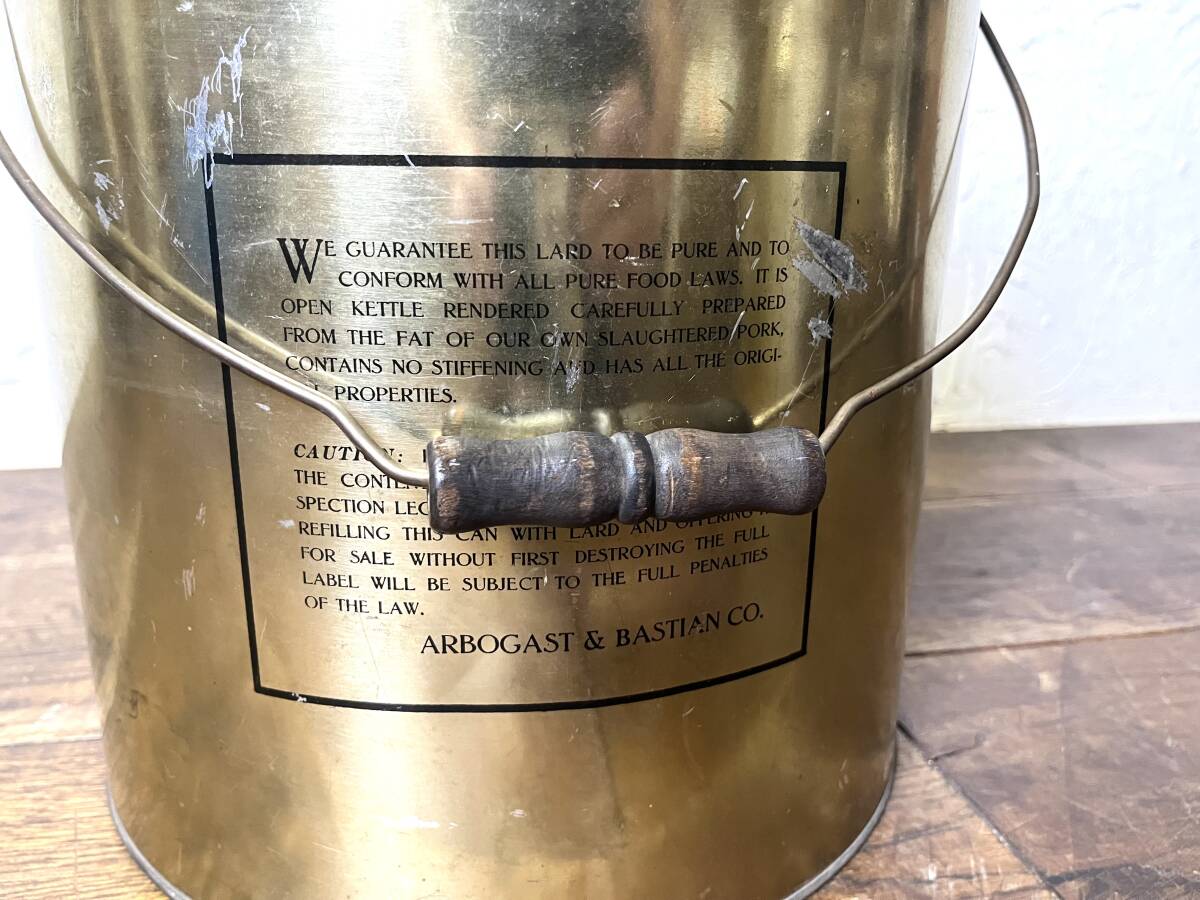 WE GUARANTEE THIS LARD TO BE PURE AND TO
CONFORM WITH ALL PURE FOOD LAWS. IT IS
OPEN KETTLE RENDERED CAREFULLY PREPARED
FROM THE FAT OF OUR OWN SLAUGHTERED PORK,
CONTAINS NO STIFFENING AND HAS ALL THE ORIGI-
PROPERTIES.
CAUTION:
THE
SPECTION
REFILLING THIS CAN WITH LARD AND OFFERING
FOR SALE WITHOUT FIRST DESTROYING THE FULL
LABEL WILL BE SUBJECT TO THE FULL PENALTIES
OF THE LAW.
ARBOGAST & BASTIAN CO.